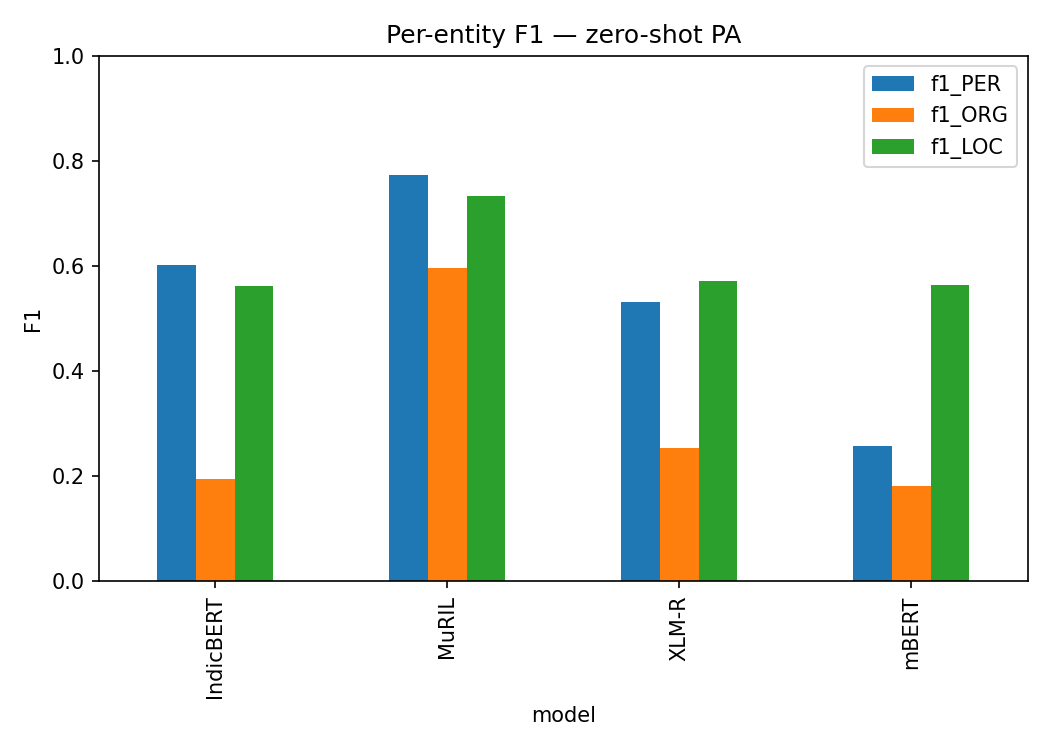 Per-entity F1 — zero-shot PA
f1_PER
f1_ORG
f1_LOC
1.0
0.8
0.6
0.4
0.2
0.0
F1
IndicBERT
MuRIL
XLM-R
mBERT
model